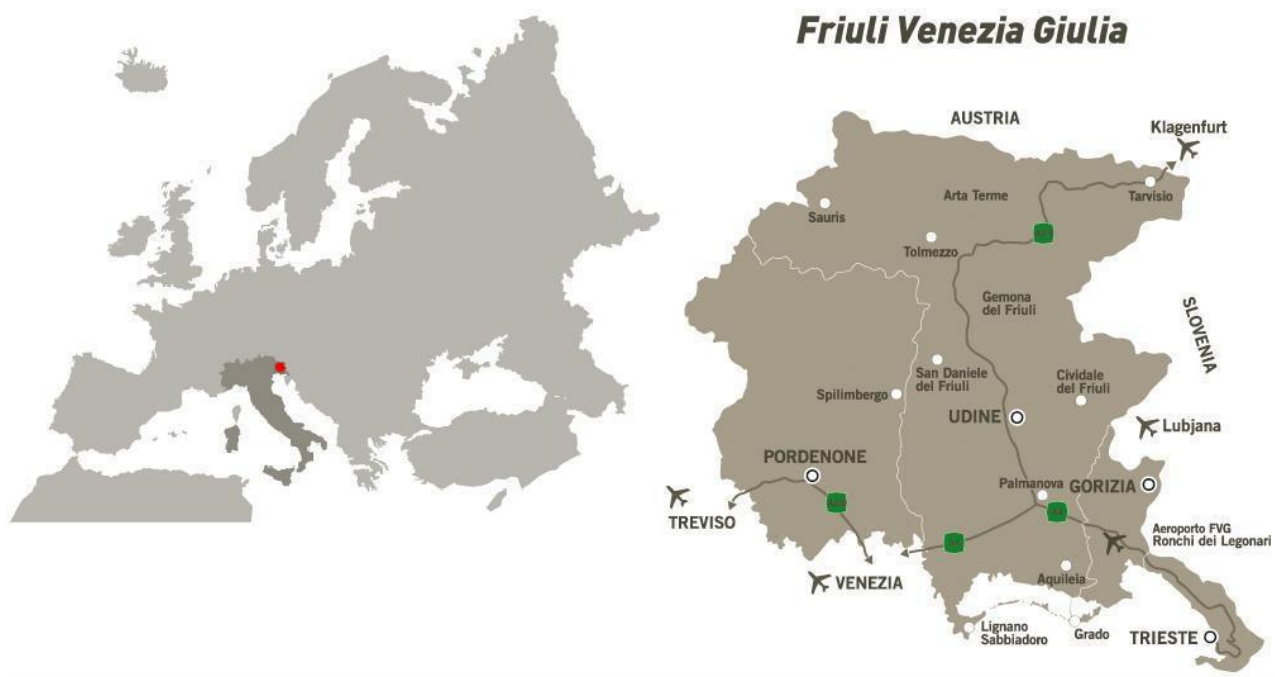 Friuli Venezia Giulia
AUSTRIA
Klagenfurt
Arta Terme
Tarvisio
Sauris
Tolmezzo
Gemona
del Friuli
SLOVENIA
San Daniele
del Friuli
Cividale
del Friuli
Spilimbergo
UDINE
Lubjana
PORDENONE
Palmanova
GORIZIA
TREVISO
A4
Aeroporto FVG
Ronchi dei Legonari
VENEZIA
Aquileia
Lignano
Sabbiadoro
Grado
TRIESTE